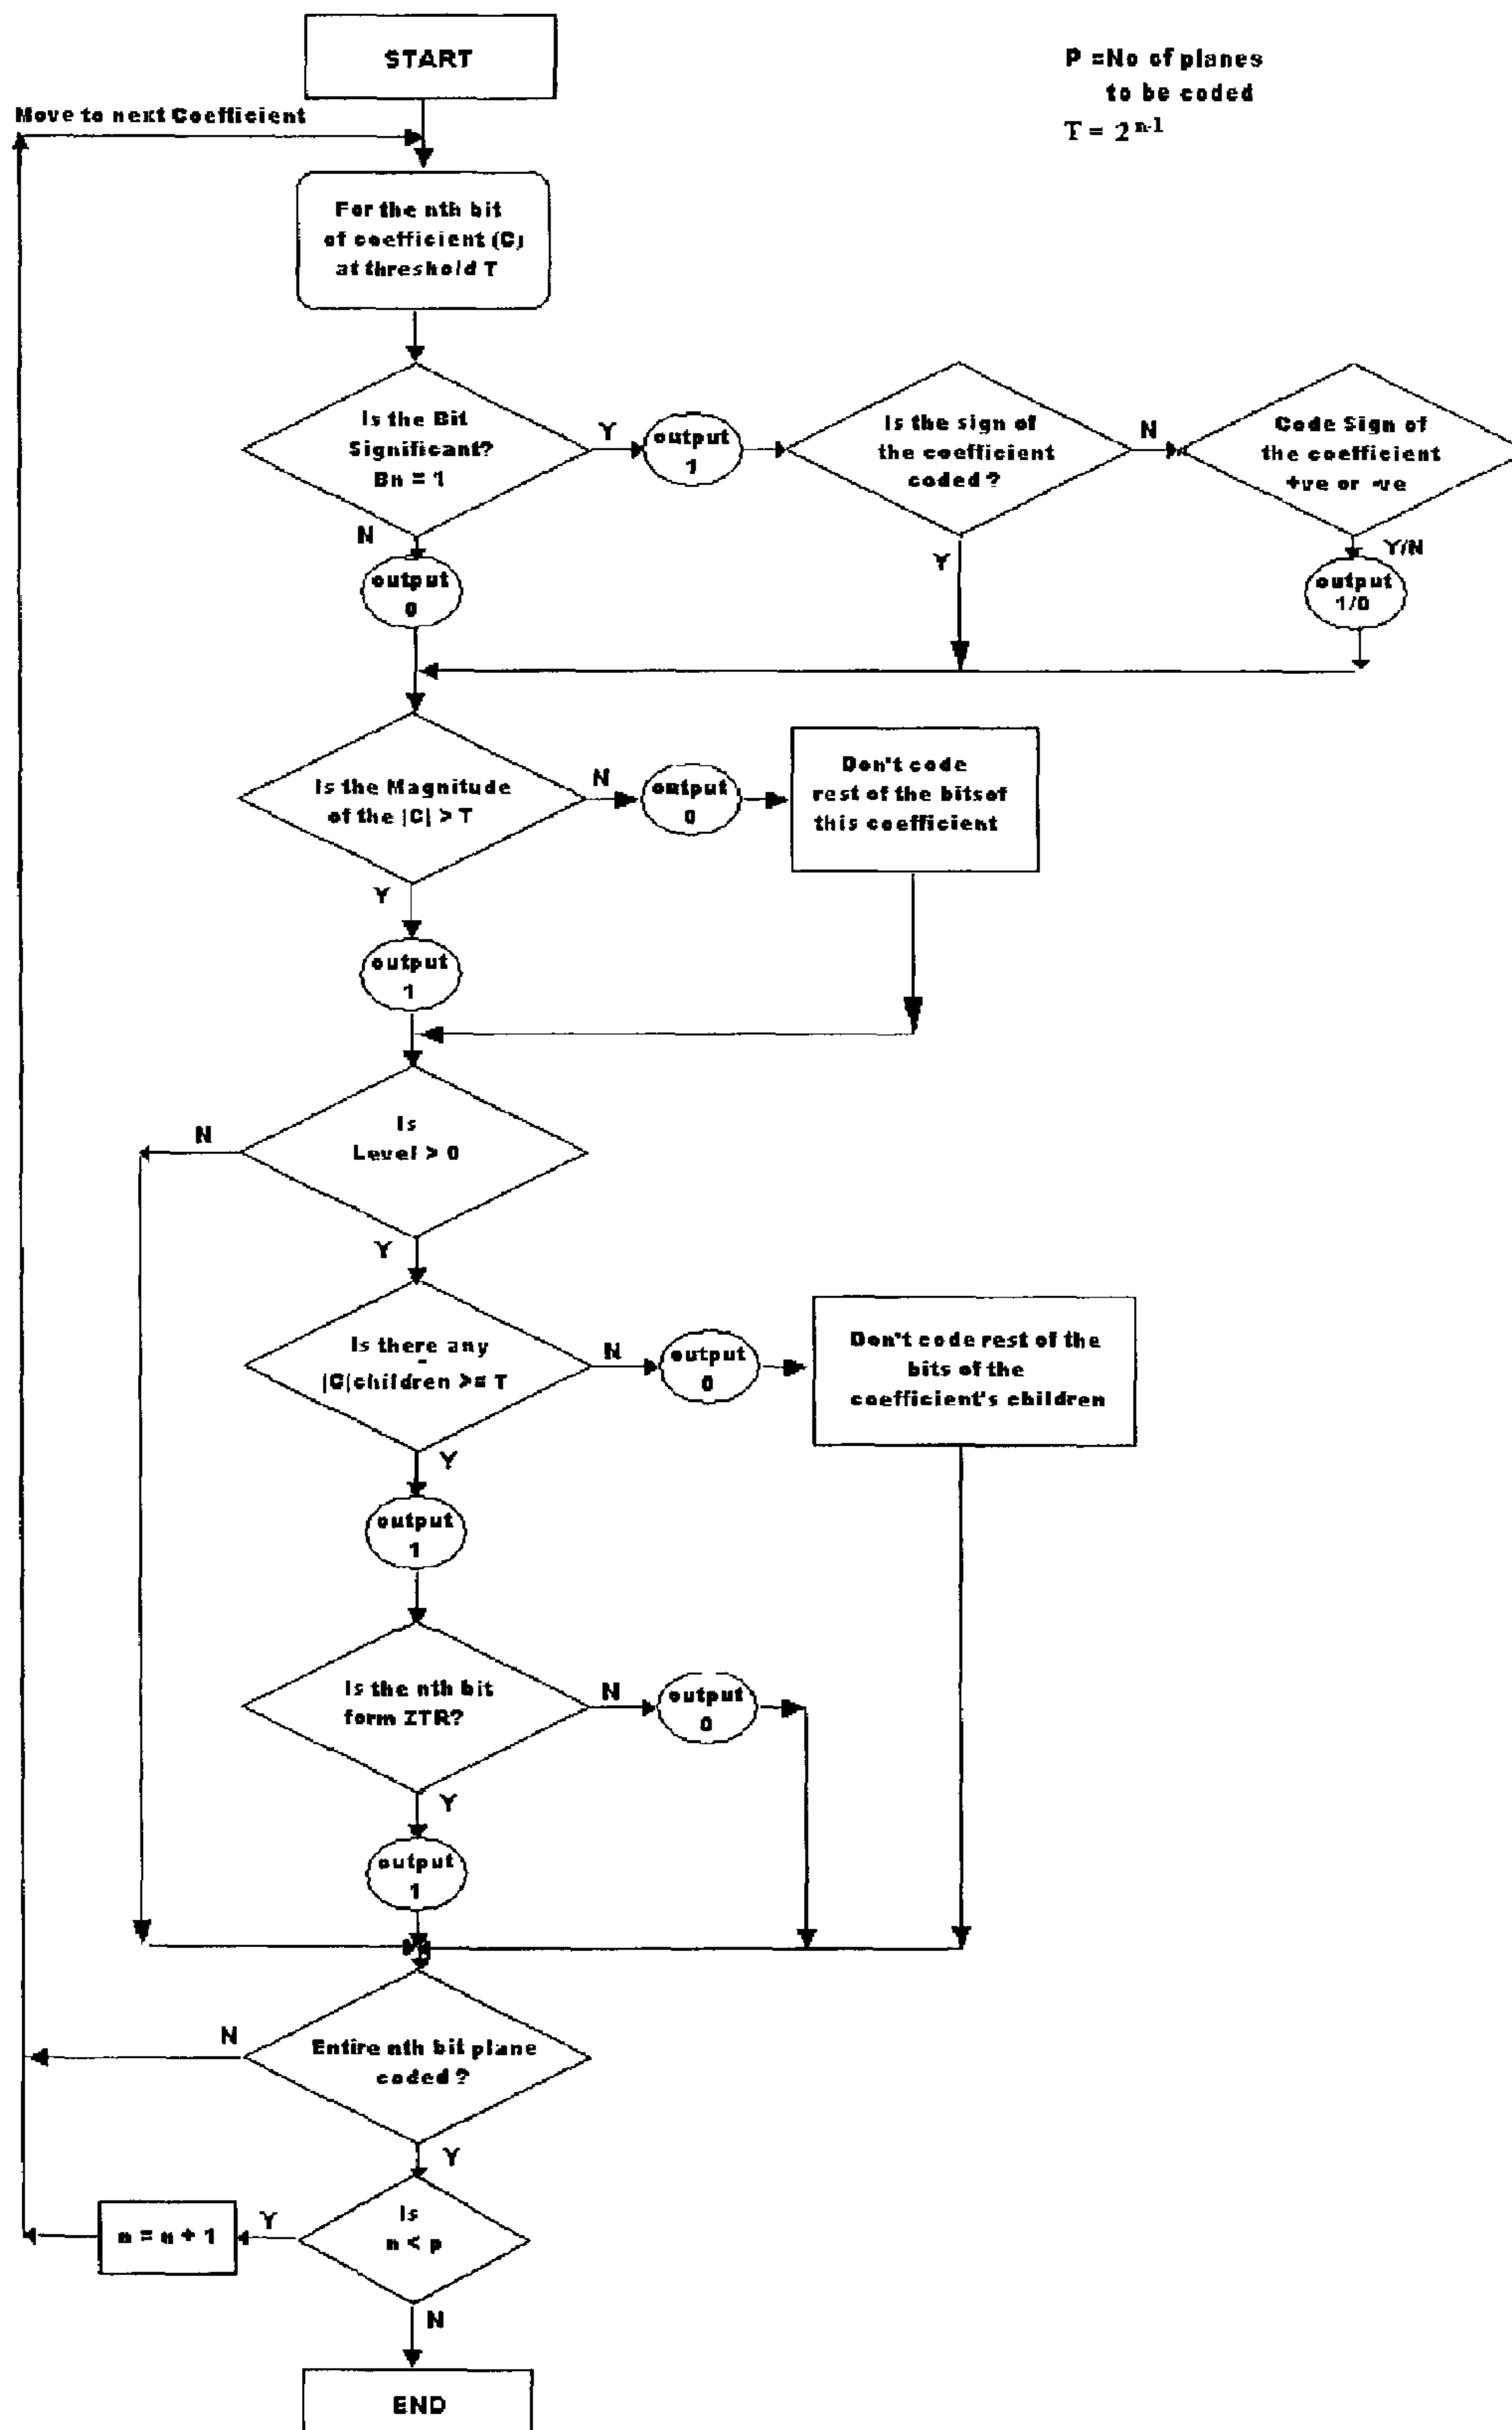 START
P =No of planes
to be coded
T = 2^n-1
Move to next Coefficient
For the nth bit
of coefficient (C)
at threshold T
Is the Bit
Significant?
Bn = 1
Y
output
1
Is the sign of
the coefficient
coded ?
N
Code Sign of
the coefficient
+ve or -ve
N
Y
Y/N
output
0
output
1/0
Is the Magnitude
of the |C| > T
N
output
0
Don't code
rest of the bitsof
this coefficient
Y
output
1
Is
Level > 0
N
Y
Is there any
|C|children >= T
N
output
0
Don't code rest of the
bits of the
coefficient's children
Y
output
1
Is the nth bit
form ZTR?
N
output
0
Y
output
1
Entire nth bit plane
coded ?
N
Y
Is
n < p
Y
n = n + 1
N
END